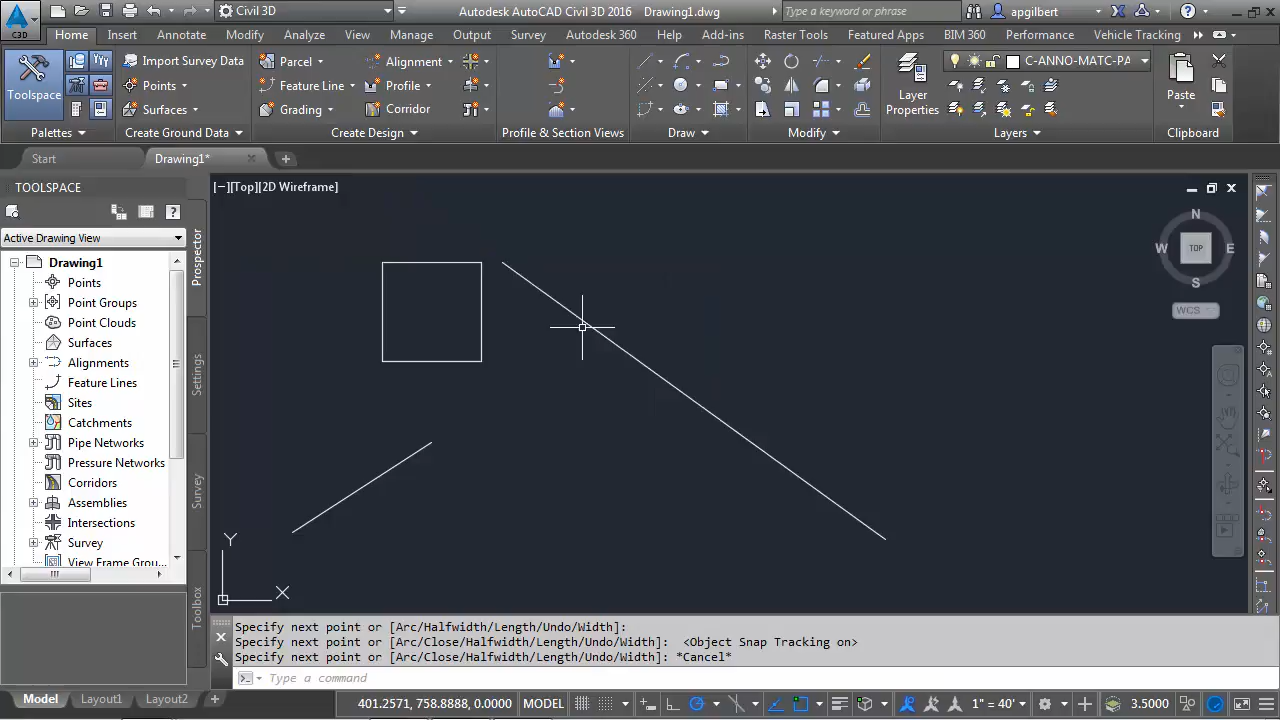 Civil 3D
Autodesk AutoCAD Civil 3D 2016 Drawing1.dwg
Type a keyword or phrase
apgilbert
C3D
Home Insert Annotate Modify Analyze View Manage Output Survey Autodesk 360 Help Add-ins Raster Tools Featured Apps BIM 360 Performance Vehicle Tracking
Toolspace
Import Survey Data
Points
Surfaces
Parcel
Feature Line
Grading
Alignment
Profile
Corridor
Layer
Properties
C-ANNO-MATC-PA
Paste
Palettes Create Ground Data Create Design Profile & Section Views Draw Modify Layers Clipboard
Start Drawing1*
TOOLSPACE
[−][Top][2D Wireframe]
Active Drawing View
Drawing1
Points
Point Groups
Point Clouds
Surfaces
Alignments
Feature Lines
Sites
Catchments
Pipe Networks
Pressure Networks
Corridors
Assemblies
Intersections
Survey
View Frame Grou
Prospector
Settings
Survey
Toolbox
N
W TOP E
S
WCS
Y
X
Specify next point or [Arc/Halfwidth/Length/Undo/Width]:
Specify next point or [Arc/Close/Halfwidth/Length/Undo/Width]: <Object Snap Tracking on>
Specify next point or [Arc/Close/Halfwidth/Length/Undo/Width]: *Cancel*
Type a command
Model Layout1 Layout2
401.2571, 758.8888, 0.0000 MODEL
1" = 40'
3.5000